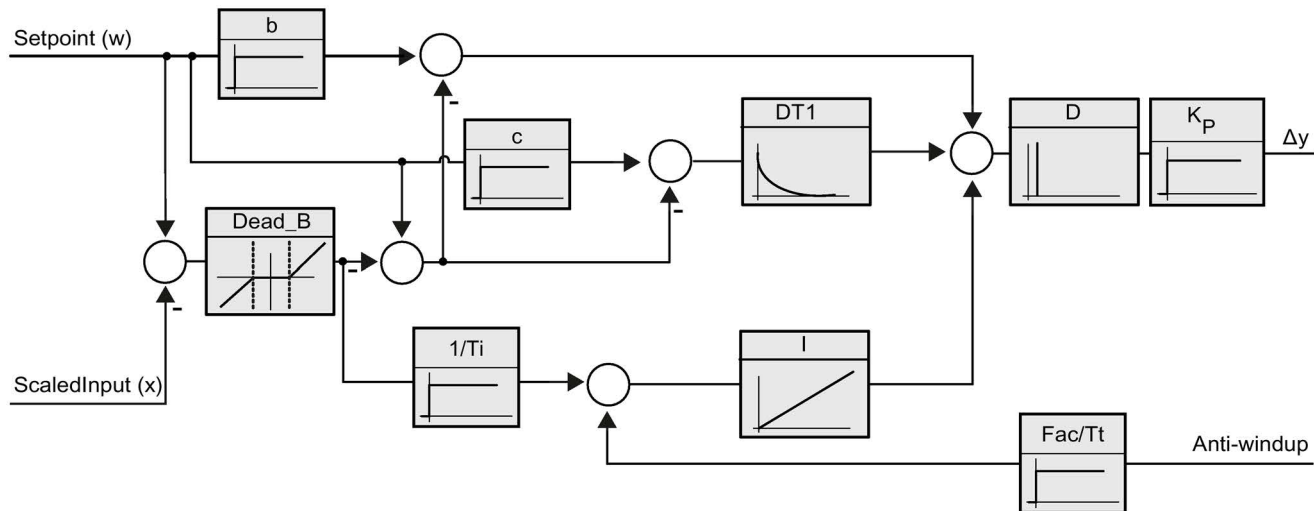 Setpoint (w)
b
-
c
DT1
D
K_P
Δy
-
Dead_B
-
-
ScaledInput (x)
1/Ti
I
Fac/Tt
Anti-windup